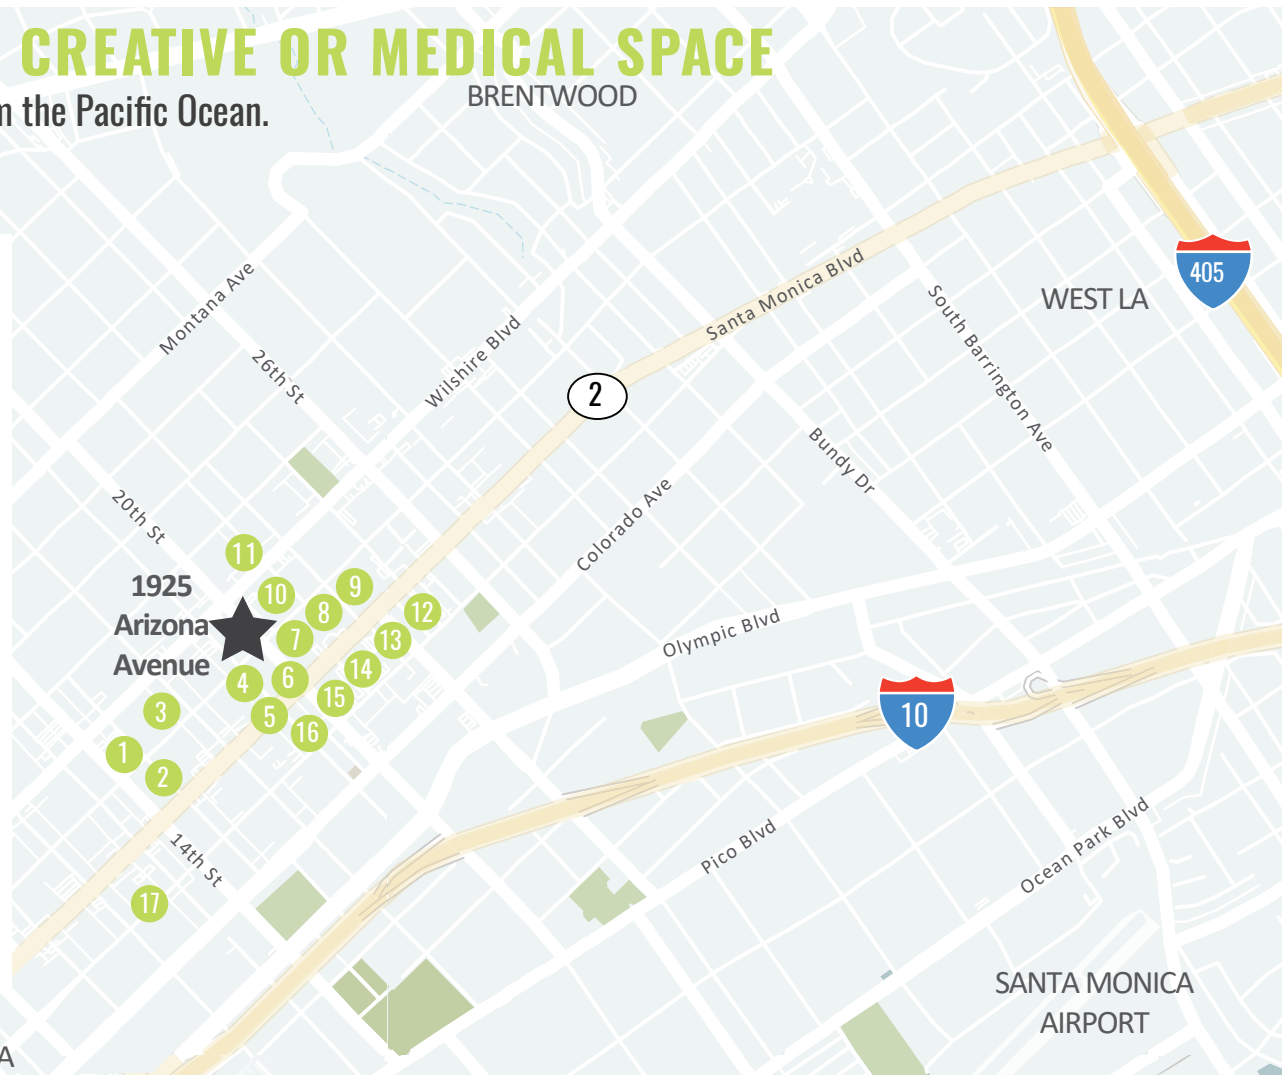 CREATIVE OR MEDICAL SPACE
the Pacific Ocean.
BRENTWOOD
405
WEST LA
Montana Ave
26th St
Wilshire Blvd
Santa Monica Blvd
South Barrington Ave
2
Bundy Dr
Colorado Ave
20th St
11
1925
Arizona
Avenue
10
9
8
12
7
13
6
14
4
15
5
16
3
1
2
Olympic Blvd
10
14th St
17
Pico Blvd
Ocean Park Blvd
SANTA MONICA
AIRPORT